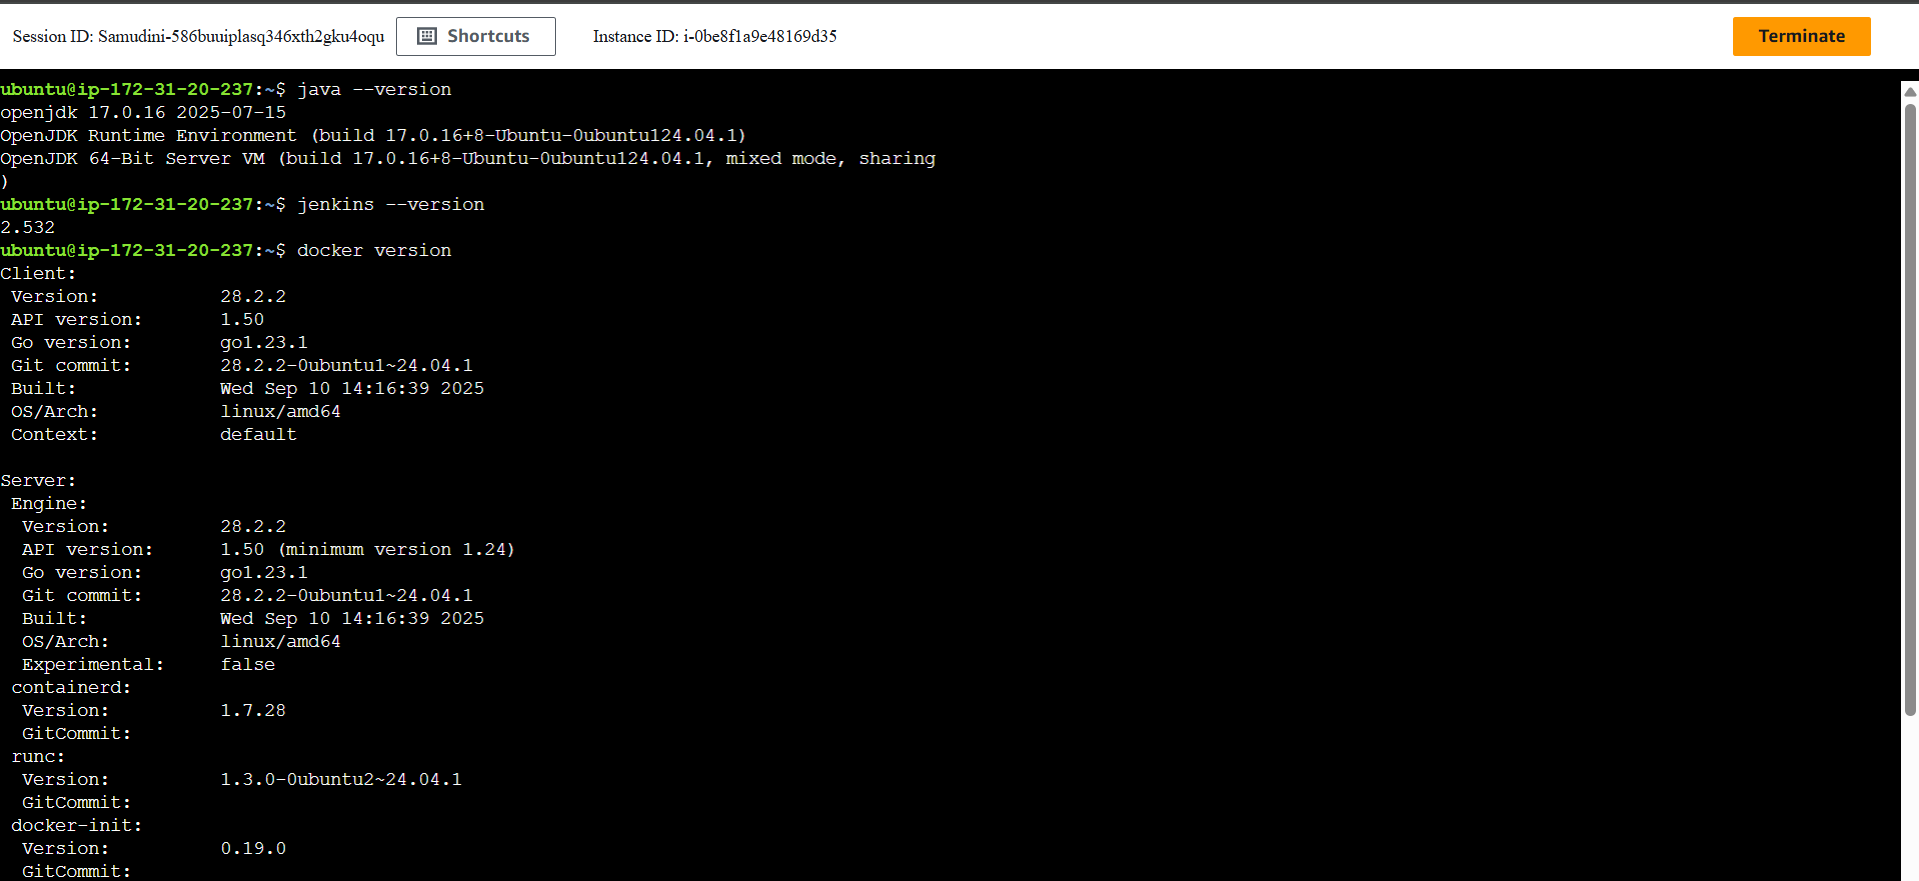 Session ID: Samudini-586buuiplasq346xth2gku4oqu Shortcuts Instance ID: i-0be8f1a9e48169d35 Terminate
ubuntu@ip-172-31-20-237:~$ java --version
openjdk 17.0.16 2025-07-15
OpenJDK Runtime Environment (build 17.0.16+8-Ubuntu-0ubuntu124.04.1)
OpenJDK 64-Bit Server VM (build 17.0.16+8-Ubuntu-0ubuntu124.04.1, mixed mode, sharing
)
ubuntu@ip-172-31-20-237:~$ jenkins --version
2.532
ubuntu@ip-172-31-20-237:~$ docker version
Client:
 Version:           28.2.2
 API version:       1.50
 Go version:        go1.23.1
 Git commit:        28.2.2-0ubuntu1~24.04.1
 Built:             Wed Sep 10 14:16:39 2025
 OS/Arch:           linux/amd64
 Context:           default

Server:
 Engine:
  Version:          28.2.2
  API version:      1.50 (minimum version 1.24)
  Go version:       go1.23.1
  Git commit:       28.2.2-0ubuntu1~24.04.1
  Built:            Wed Sep 10 14:16:39 2025
  OS/Arch:          linux/amd64
  Experimental:     false
 containerd:
  Version:          1.7.28
  GitCommit:
 runc:
  Version:          1.3.0-0ubuntu2~24.04.1
  GitCommit:
 docker-init:
  Version:          0.19.0
  GitCommit: